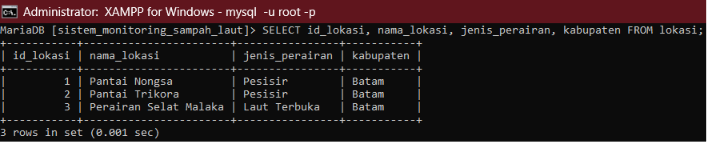 Administrator: XAMPP for Windows - mysql -u root -p
MariaDB [sistem_monitoring_sampah_laut]> SELECT id_lokasi, nama_lokasi, jenis_perairan, kabupaten FROM lokasi;
+-----------+-----------------------+----------------+-----------+
| id_lokasi | nama_lokasi           | jenis_perairan | kabupaten |
+-----------+-----------------------+----------------+-----------+
|         1 | Pantai Nongsa         | Pesisir        | Batam     |
|         2 | Pantai Trikora        | Pesisir        | Batam     |
|         3 | Perairan Selat Malaka | Laut Terbuka   | Batam     |
+-----------+-----------------------+----------------+-----------+
3 rows in set (0.001 sec)